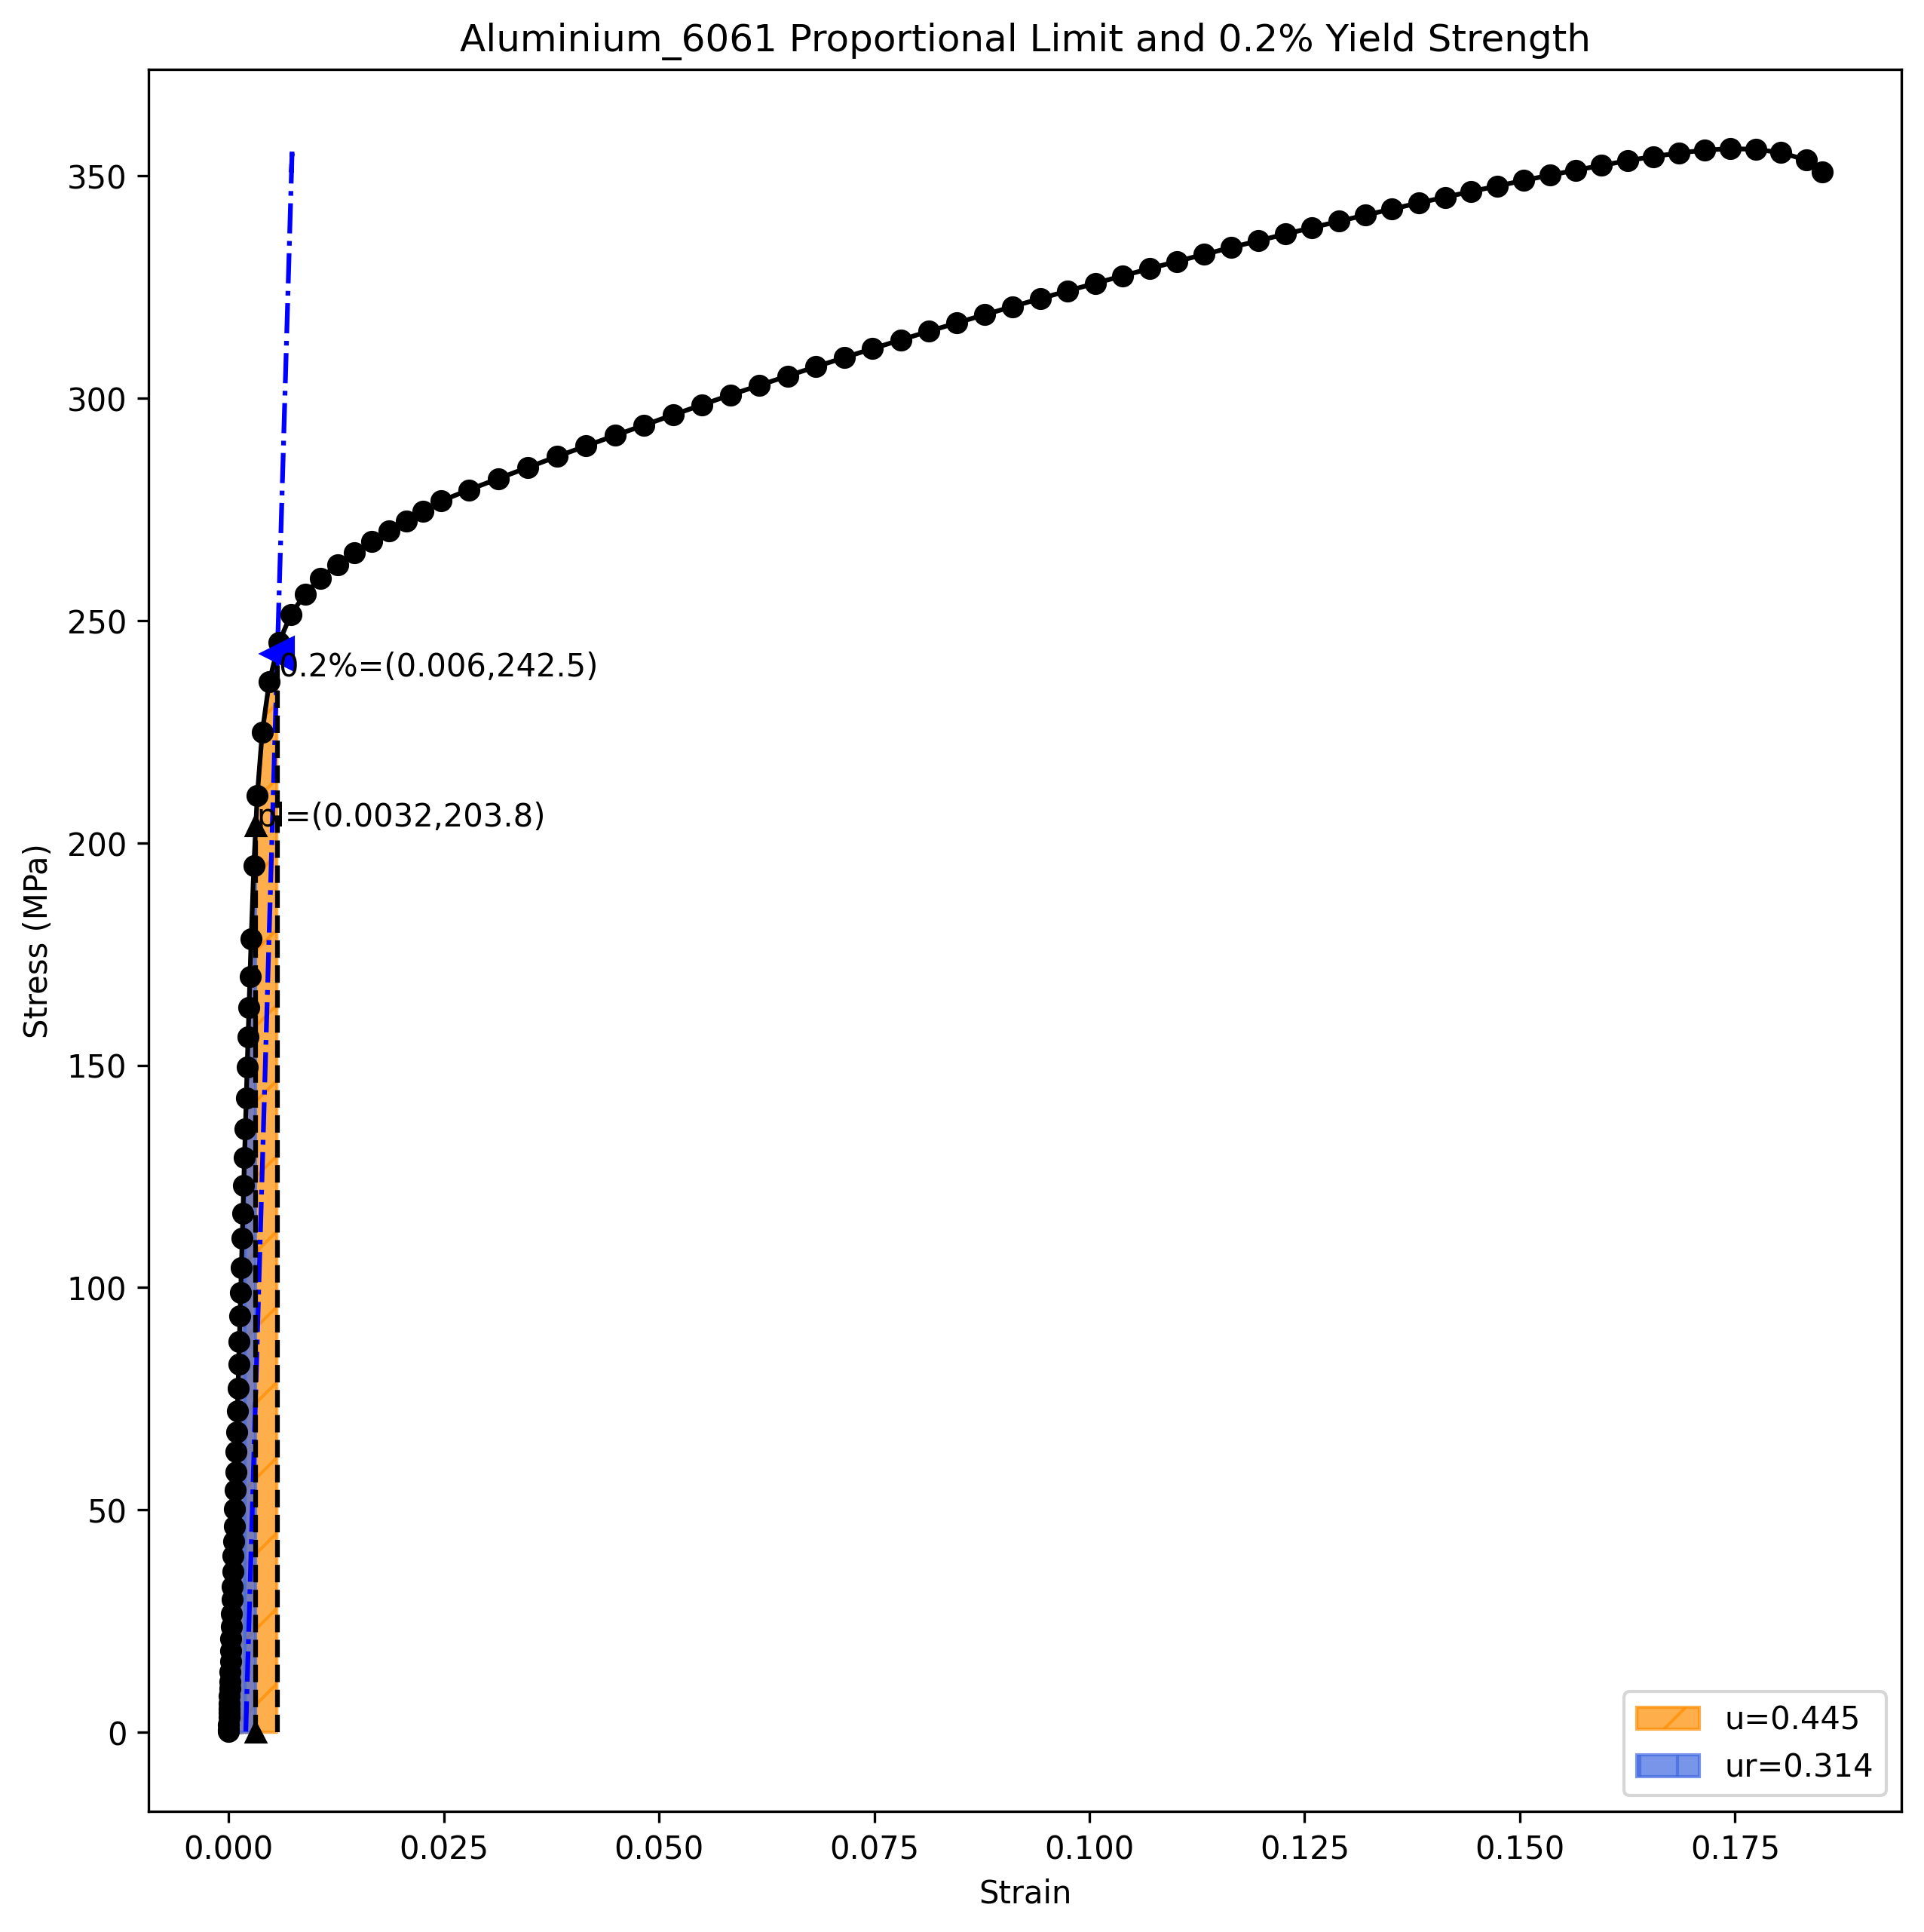 Aluminium_6061 Proportional Limit and 0.2% Yield Strength
350
300
250
200
150
100
50
0
Stress (MPa)
0.2%=(0.006,242.5)
pl=(0.0032,203.8)
u=0.445
ur=0.314
0.000 0.025 0.050 0.075 0.100 0.125 0.150 0.175
Strain